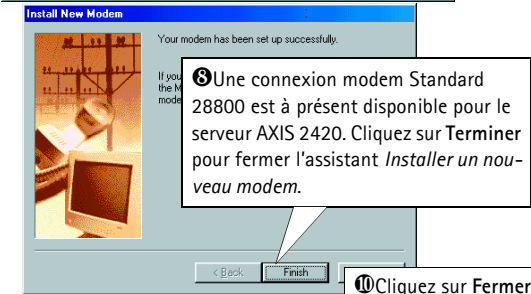 Install New Modem
Your modem has been set up successfully.
If you
the M
mode
❽Une connexion modem Standard
28800 est à présent disponible pour le
serveur AXIS 2420. Cliquez sur Terminer
pour fermer l'assistant Installer un nou-
veau modem.
< Back
Finish
❿Cliquez sur Fermer